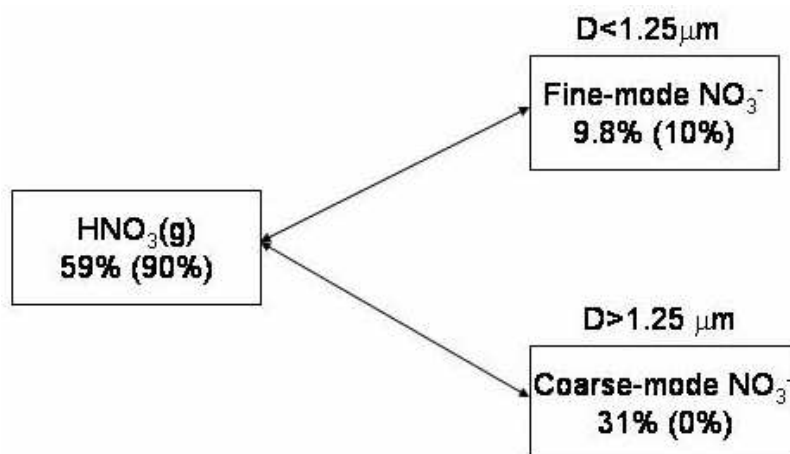 D<1.25μm
Fine-mode NO₃⁻
9.8% (10%)
HNO₃(g)
59% (90%)
D>1.25 μm
Coarse-mode NO₃⁻
31% (0%)